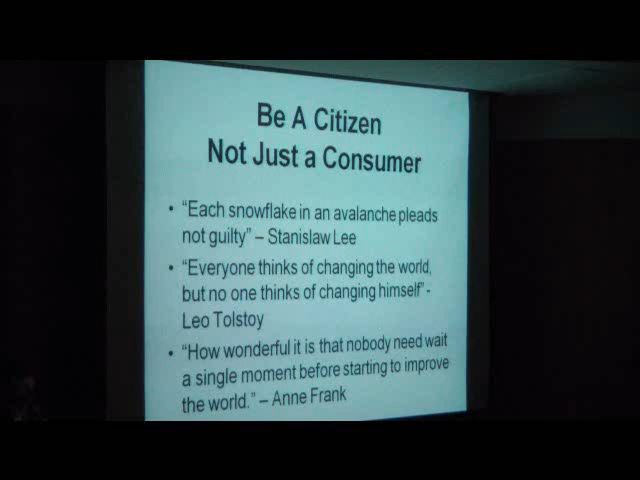 Be A Citizen
Not Just a Consumer
• “Each snowflake in an avalanche pleads
not guilty” – Stanislaw Lee
• “Everyone thinks of changing the world,
but no one thinks of changing himself” -
Leo Tolstoy
• “How wonderful it is that nobody need wait
a single moment before starting to improve
the world.” – Anne Frank